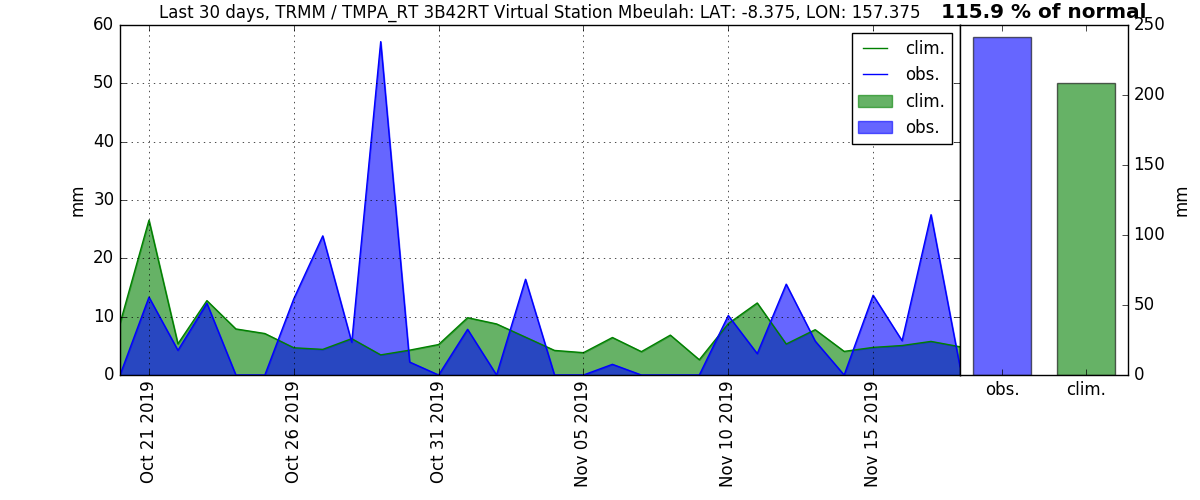 Last 30 days, TRMM / TMPA_RT 3B42RT Virtual Station Mbeulah: LAT: -8.375, LON: 157.375
115.9 % of normal
60
50
40
30
20
10
0
mm
clim.
obs.
clim.
obs.
Oct 21 2019
Oct 26 2019
Oct 31 2019
Nov 05 2019
Nov 10 2019
Nov 15 2019
250
200
150
100
50
0
mm
obs.
clim.